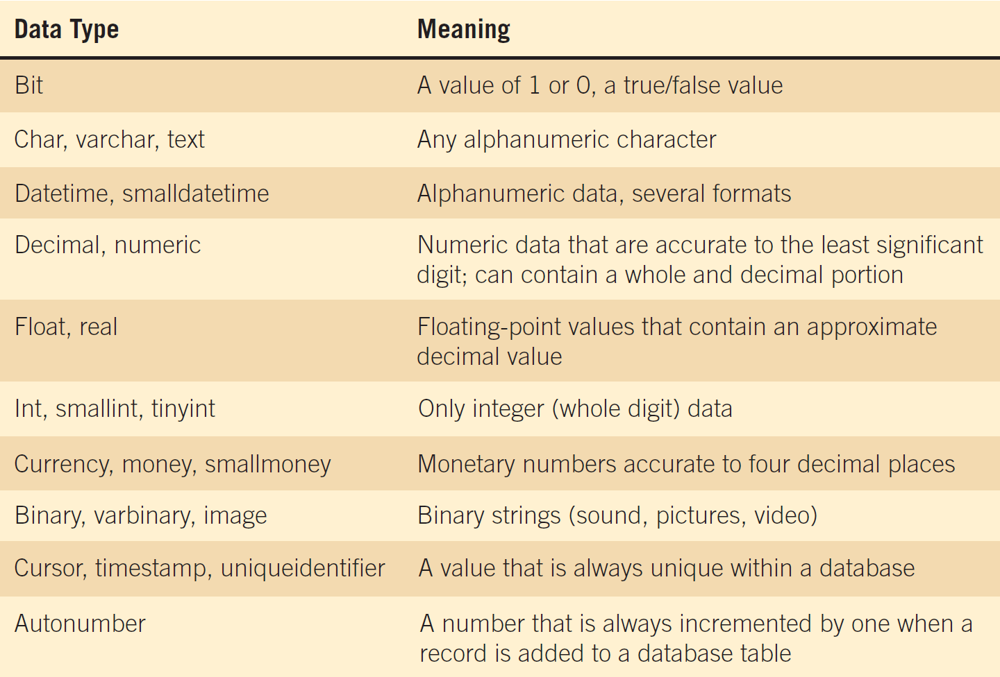 Data Type Meaning
Bit A value of 1 or 0, a true/false value
Char, varchar, text Any alphanumeric character
Datetime, smalldatetime Alphanumeric data, several formats
Decimal, numeric Numeric data that are accurate to the least significant
digit; can contain a whole and decimal portion
Float, real Floating-point values that contain an approximate
decimal value
Int, smallint, tinyint Only integer (whole digit) data
Currency, money, smallmoney Monetary numbers accurate to four decimal places
Binary, varbinary, image Binary strings (sound, pictures, video)
Cursor, timestamp, uniqueidentifier A value that is always unique within a database
Autonumber A number that is always incremented by one when a
record is added to a database table